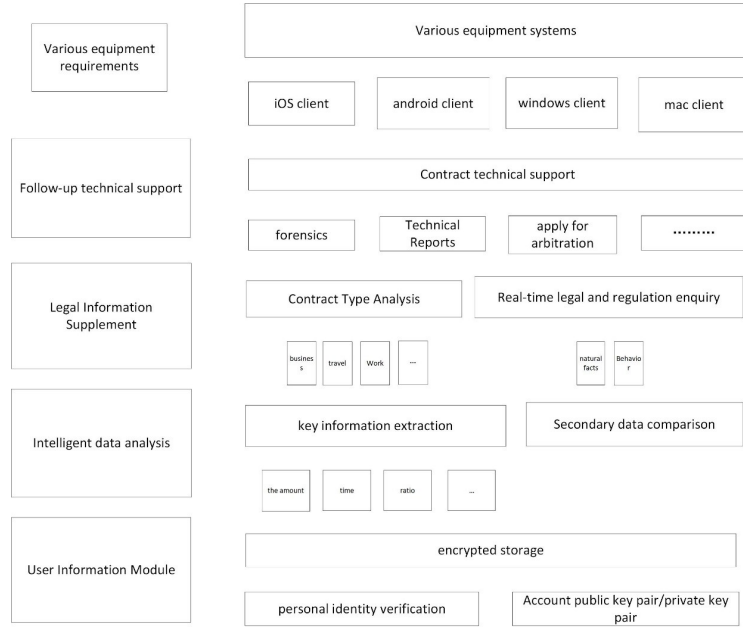 Various equipment
requirements
Various equipment systems
iOS client
android client
windows client
mac client
Follow-up technical support
Contract technical support
forensics
Technical
Reports
apply for
arbitration
………
Legal Information
Supplement
Contract Type Analysis
Real-time legal and regulation enquiry
busines
s
travel
Work
...
natural
facts
Behavio
r
Intelligent data analysis
key information extraction
Secondary data comparison
the amount
time
ratio
...
User Information Module
encrypted storage
personal identity verification
Account public key pair/private key
pair